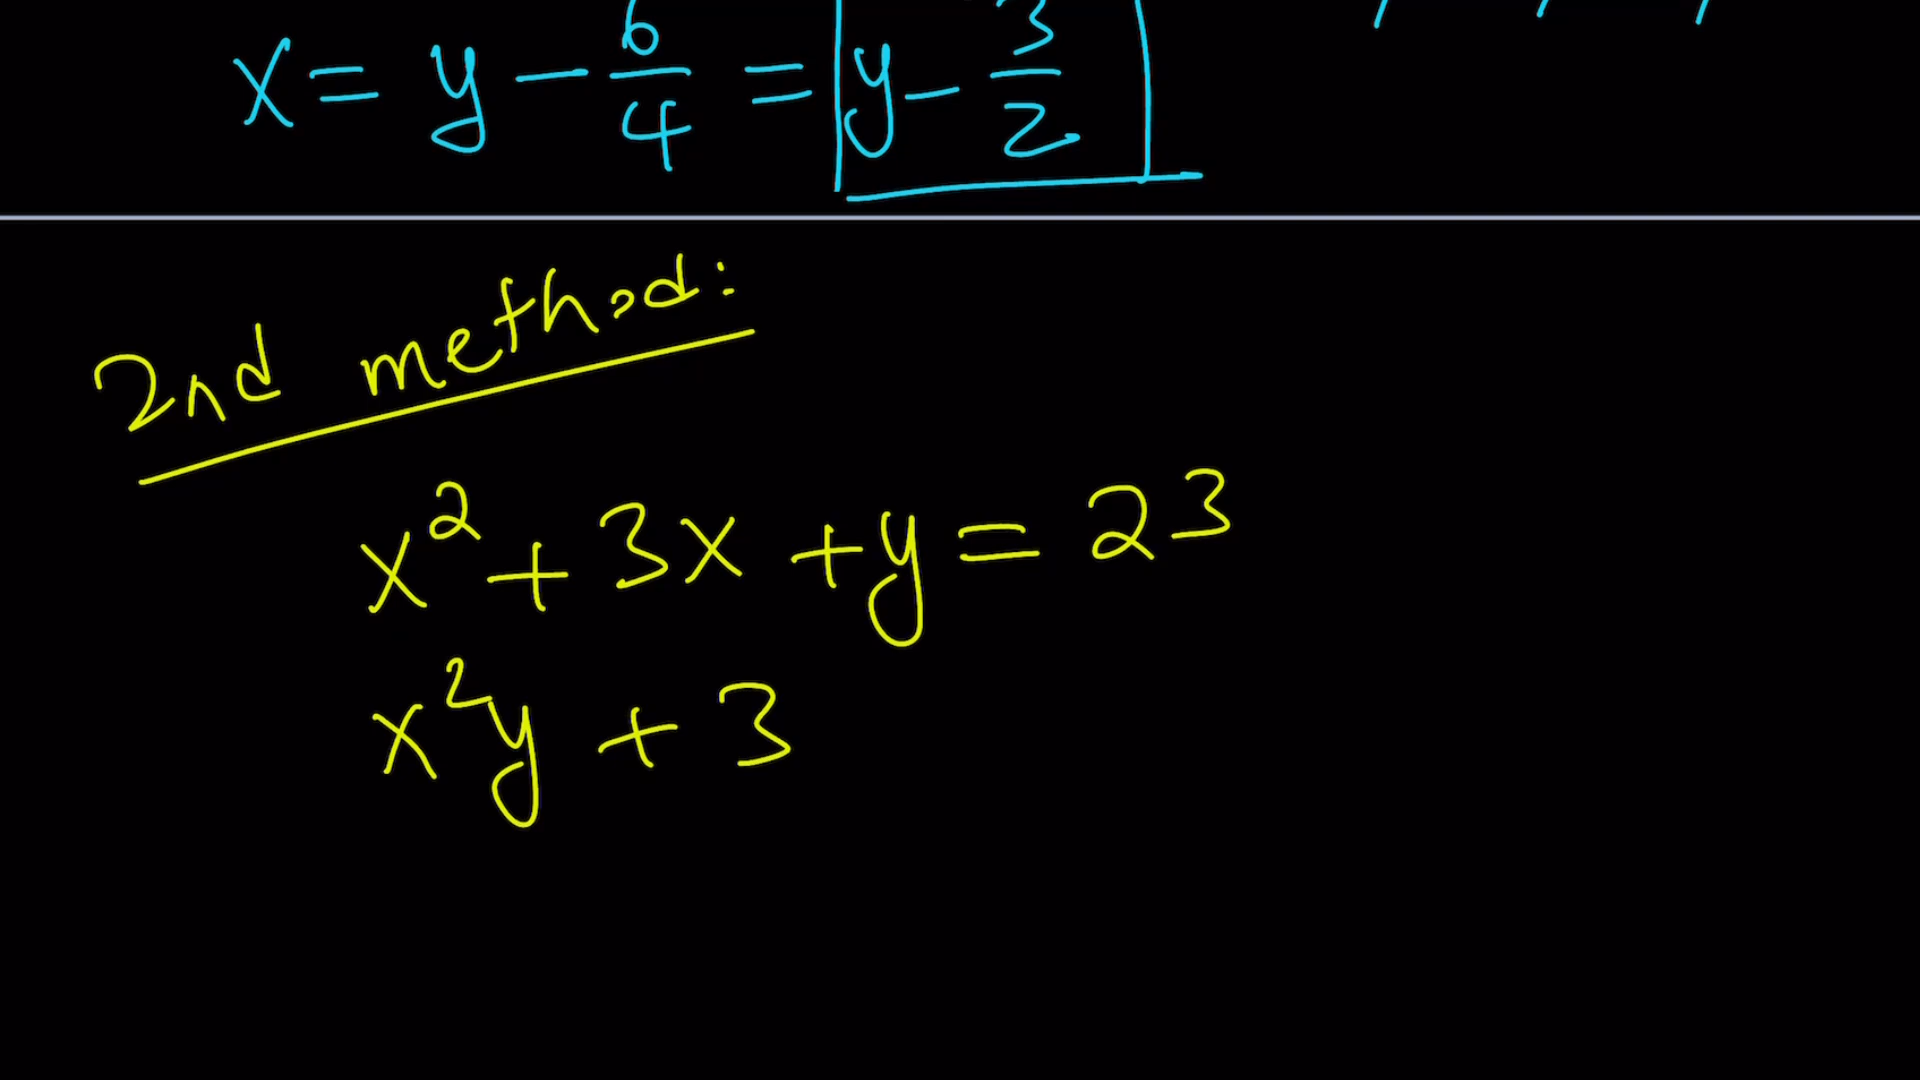 x = y - 6/4 = y - 3/2
2nd method:
x² + 3x + y = 23
x²y + 3